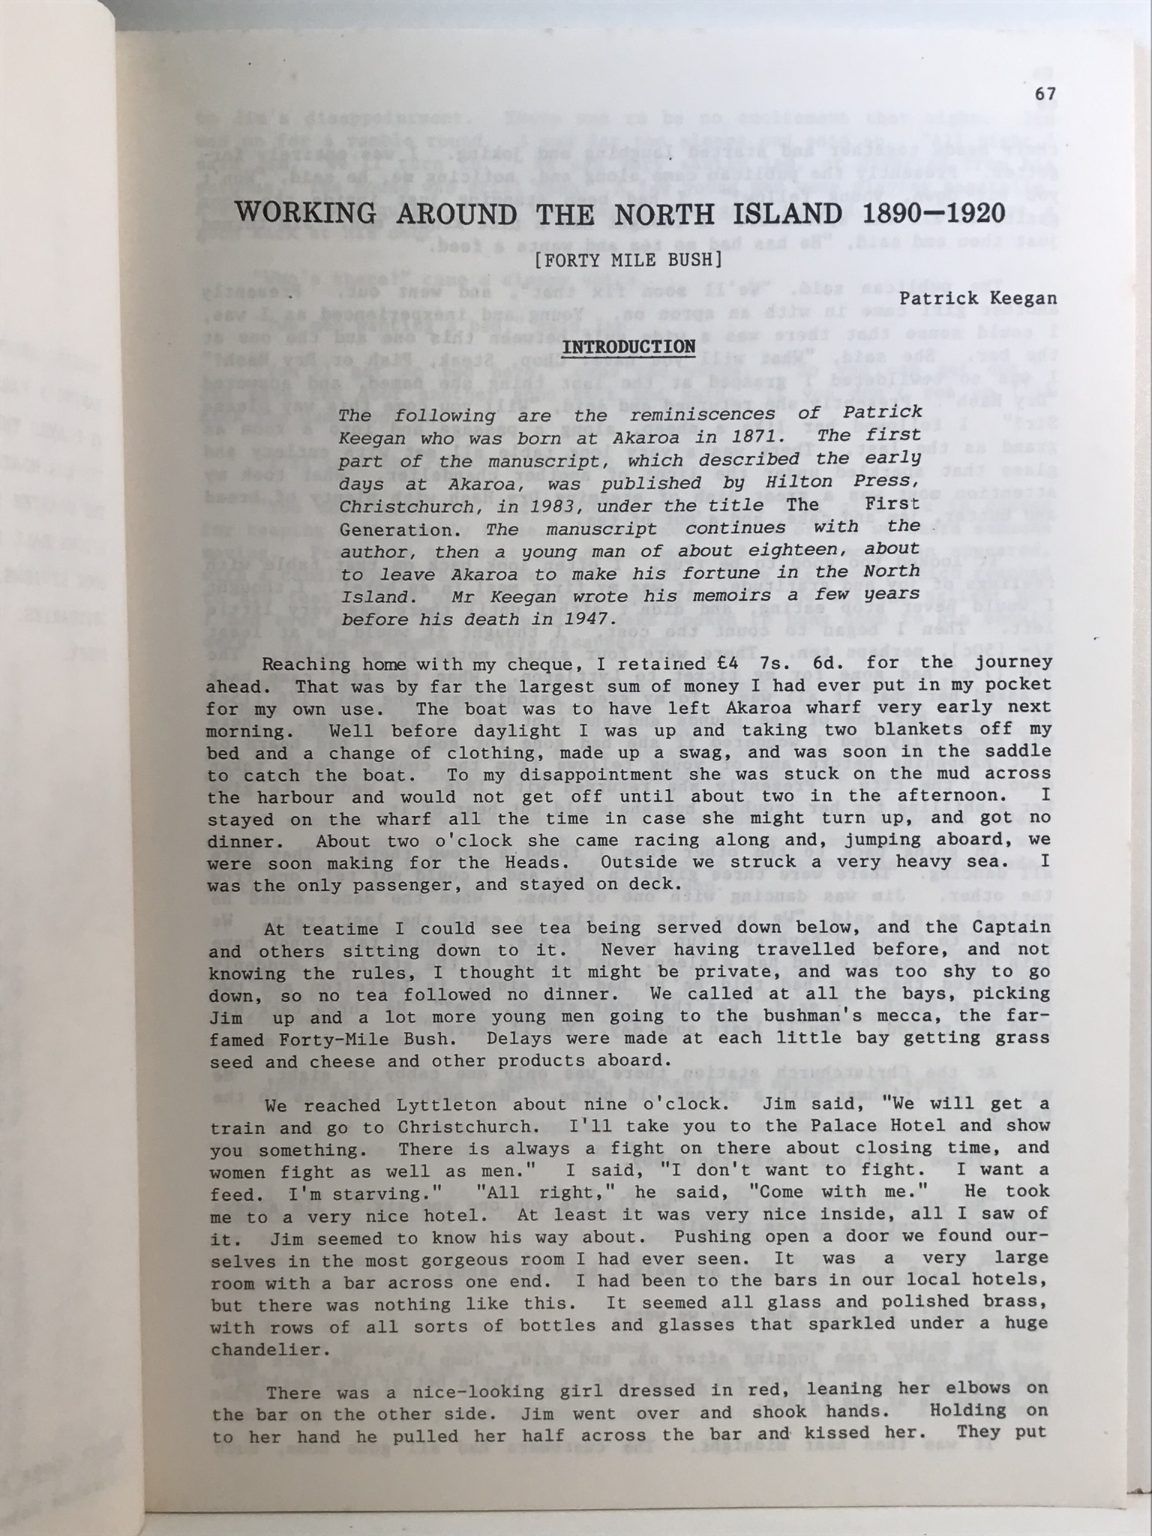 67
WORKING AROUND THE NORTH ISLAND 1890—1920
[FORTY MILE BUSH]
Patrick Keegan
INTRODUCTION
The following are the reminiscences of Patrick
Keegan who was born at Akaroa in 1871. The first
part of the manuscript, which described the early
days at Akaroa, was published by Hilton Press,
Christchurch, in 1983, under the title The First
Generation. The manuscript continues with the
author, then a young man of about eighteen, about
to leave Akaroa to make his fortune in the North
Island. Mr Keegan wrote his memoirs a few years
before his death in 1947.
Reaching home with my cheque, I retained £4 7s. 6d. for the journey
ahead. That was by far the largest sum of money I had ever put in my pocket
for my own use. The boat was to have left Akaroa wharf very early next
morning. Well before daylight I was up and taking two blankets off my
bed and a change of clothing, made up a swag, and was soon in the saddle
to catch the boat. To my disappointment she was stuck on the mud across
the harbour and would not get off until about two in the afternoon. I
stayed on the wharf all the time in case she might turn up, and got no
dinner. About two o'clock she came racing along and, jumping aboard, we
were soon making for the Heads. Outside we struck a very heavy sea. I
was the only passenger, and stayed on deck.
At teatime I could see tea being served down below, and the Captain
and others sitting down to it. Never having travelled before, and not
knowing the rules, I thought it might be private, and was too shy to go
down, so no tea followed no dinner. We called at all the bays, picking
Jim up and a lot more young men going to the bushman's mecca, the far-
famed Forty-Mile Bush. Delays were made at each little bay getting grass
seed and cheese and other products aboard.
We reached Lyttleton about nine o'clock. Jim said, "We will get a
train and go to Christchurch. I'll take you to the Palace Hotel and show
you something. There is always a fight on there about closing time, and
women fight as well as men." I said, "I don't want to fight. I want a
feed. I'm starving." "All right," he said, "Come with me." He took
me to a very nice hotel. At least it was very nice inside, all I saw of
it. Jim seemed to know his way about. Pushing open a door we found our-
selves in the most gorgeous room I had ever seen. It was a very large
room with a bar across one end. I had been to the bars in our local hotels,
but there was nothing like this. It seemed all glass and polished brass,
with rows of all sorts of bottles and glasses that sparkled under a huge
chandelier.
There was a nice-looking girl dressed in red, leaning her elbows on
the bar on the other side. Jim went over and shook hands. Holding on
to her hand he pulled her half across the bar and kissed her. They put